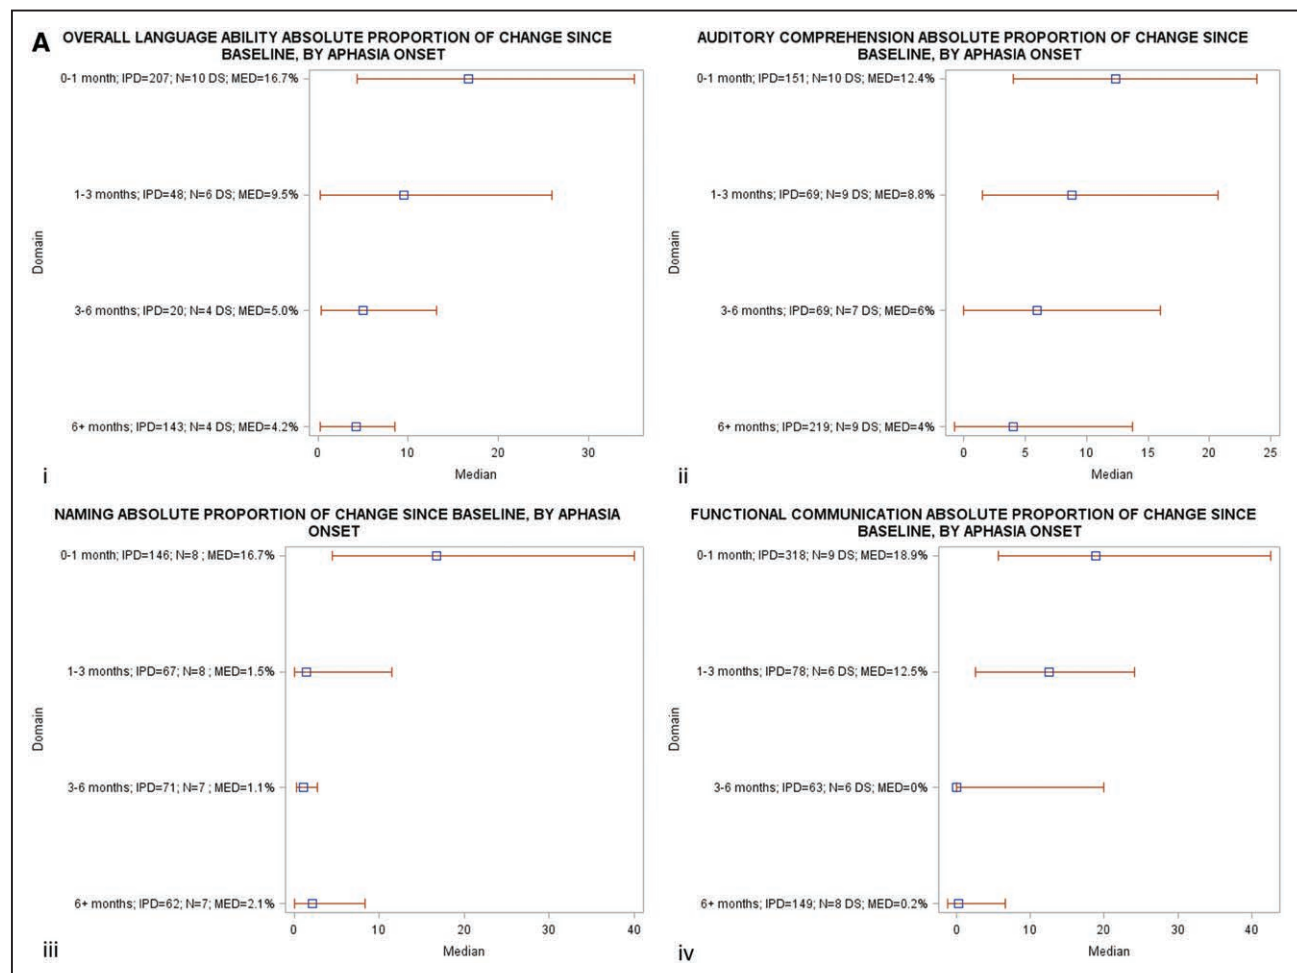 A
OVERALL LANGUAGE ABILITY ABSOLUTE PROPORTION OF CHANGE SINCE
BASELINE, BY APHASIA ONSET
0-1 month; IPD=207; N=10 DS; MED=16.7%
1-3 months; IPD=48; N=6 DS; MED=9.5%
Domain
3-6 months; IPD=20; N=4 DS; MED=5.0%
6+ months; IPD=143; N=4 DS; MED=4.2%
0 10 20 30
Median
i
AUDITORY COMPREHENSION ABSOLUTE PROPORTION OF CHANGE SINCE
BASELINE, BY APHASIA ONSET
0-1 month; IPD=151; N=10 DS; MED=12.4%
1-3 months; IPD=69; N=9 DS; MED=8.8%
Domain
3-6 months; IPD=69; N=7 DS; MED=6%
6+ months; IPD=219; N=9 DS; MED=4%
0 5 10 15 20 25
Median
ii
NAMING ABSOLUTE PROPORTION OF CHANGE SINCE BASELINE, BY APHASIA
ONSET
0-1 month; IPD=146; N=8 ; MED=16.7%
1-3 months; IPD=67; N=8 ; MED=1.5%
Domain
3-6 months; IPD=71; N=7 ; MED=1.1%
6+ months; IPD=62; N=7; MED=2.1%
0 10 20 30 40
Median
iii
FUNCTIONAL COMMUNICATION ABSOLUTE PROPORTION OF CHANGE SINCE
BASELINE, BY APHASIA ONSET
0-1 month; IPD=318; N=9 DS; MED=18.9%
1-3 months; IPD=78; N=6 DS; MED=12.5%
Domain
3-6 months; IPD=63; N=6 DS; MED=0%
6+ months; IPD=149; N=8 DS; MED=0.2%
0 10 20 30 40
Median
iv